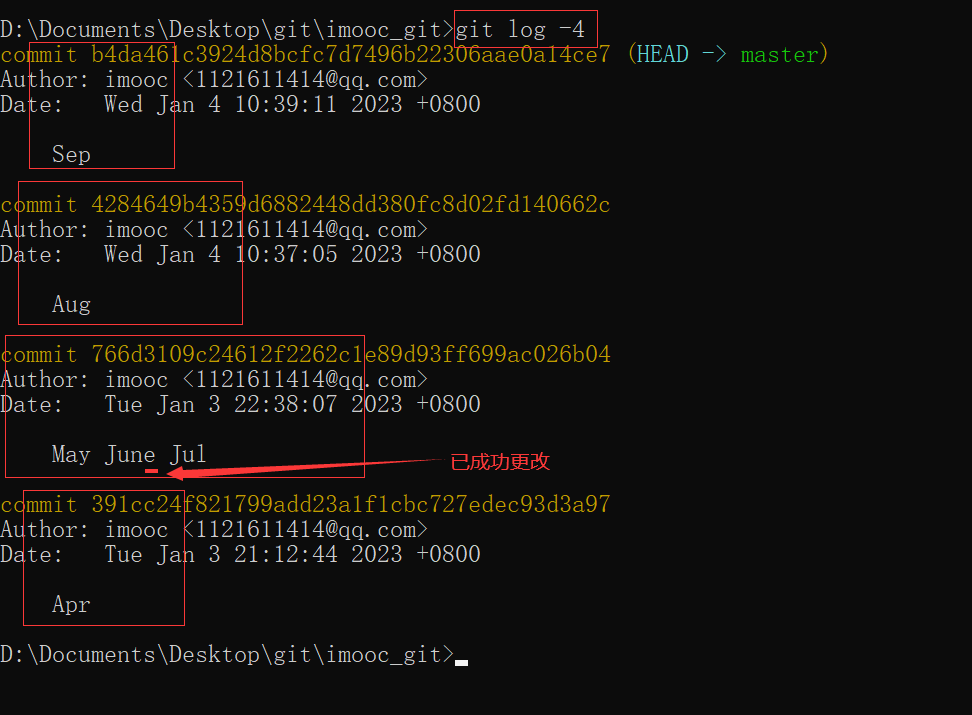 D:\Documents\Desktop\git\imooc_git>git log -4
commit b4da461c3924d8bcfc7d7496b22306aae0a14ce7 (HEAD -> master)
Author: imooc <1121611414@qq.com>
Date:   Wed Jan 4 10:39:11 2023 +0800
Sep
commit 4284649b4359d6882448dd380fc8d02fd140662c
Author: imooc <1121611414@qq.com>
Date:   Wed Jan 4 10:37:05 2023 +0800
Aug
commit 766d3109c24612f2262c1e89d93ff699ac026b04
Author: imooc <1121611414@qq.com>
Date:   Tue Jan 3 22:38:07 2023 +0800
May June Jul
已成功更改
commit 391cc24f821799add23a1f1cbc727edec93d3a97
Author: imooc <1121611414@qq.com>
Date:   Tue Jan 3 21:12:44 2023 +0800
Apr
D:\Documents\Desktop\git\imooc_git>